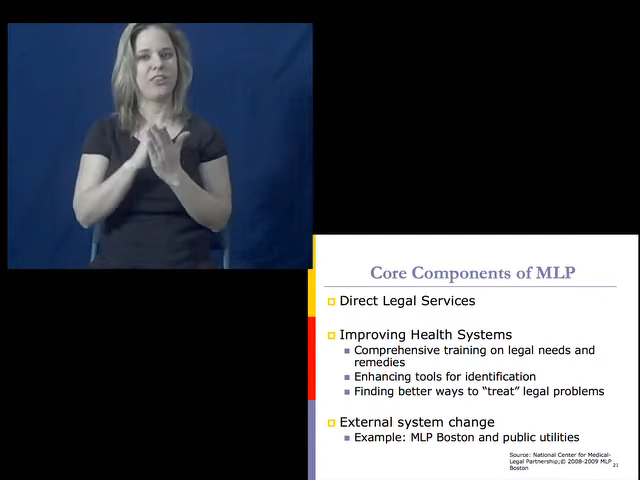 Core Components of MLP
Direct Legal Services
Improving Health Systems
Comprehensive training on legal needs and
remedies
Enhancing tools for identification
Finding better ways to “treat” legal problems
External system change
Example: MLP Boston and public utilities
Source: National Center for Medical-
Legal Partnership;© 2008-2009 MLP
Boston
21